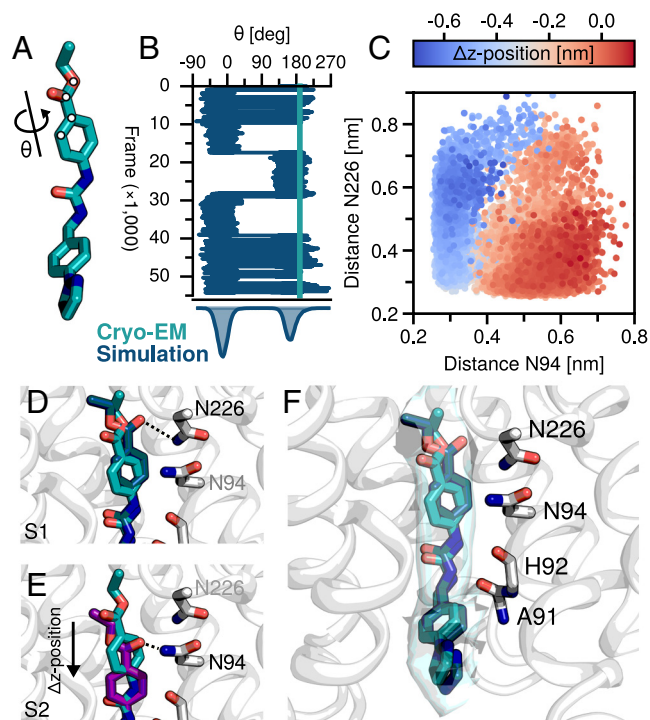 A
θ
B
θ [deg]
-90 0 90 180 270
Frame (×1,000)
0
10
20
30
40
50
Cryo-EM
Simulation
C
-0.6 -0.4 -0.2 0.0
Δz-position [nm]
Distance N226 [nm]
0.8
0.6
0.4
0.2
0.2 0.4 0.6 0.8
Distance N94 [nm]
D
N226
N94
S1
E
N226
Δz-position
N94
S2
F
N226
N94
H92
A91